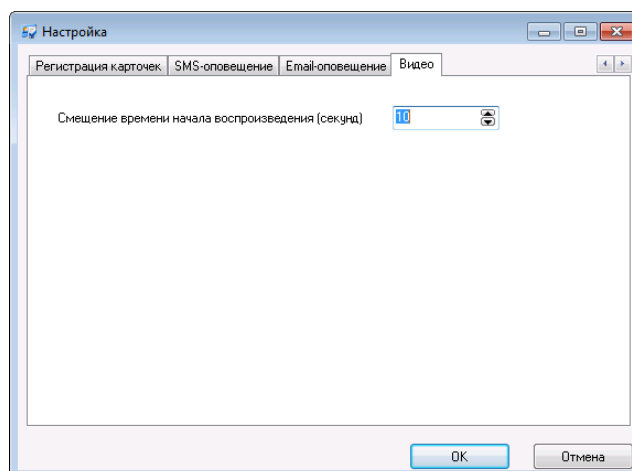 Настройка
Регистрация карточек SMS-оповещение Email-оповещение Видео
Смещение времени начала воспроизведения (секунд) 10
OK Отмена